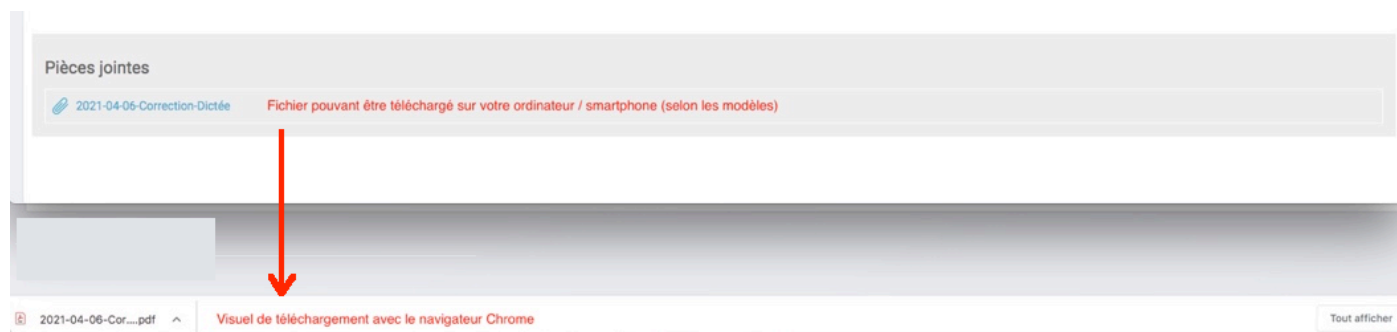 Pièces jointes
2021-04-06-Correction-Dictée Fichier pouvant être téléchargé sur votre ordinateur / smartphone (selon les modèles)
2021-04-06-Cor....pdf Visuel de téléchargement avec le navigateur Chrome Tout afficher